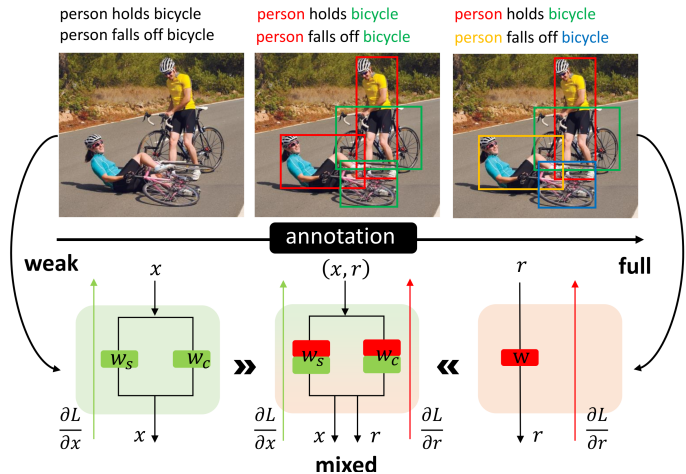 person holds bicycle
person falls off bicycle
person holds bicycle
person falls off bicycle
person holds bicycle
person falls off bicycle
annotation
weak
full
x
(x, r)
r
w_s
w_c
w_s
w_c
w
»
«
∂L/∂x
x
∂L/∂x
x
r
∂L/∂r
r
∂L/∂r
mixed